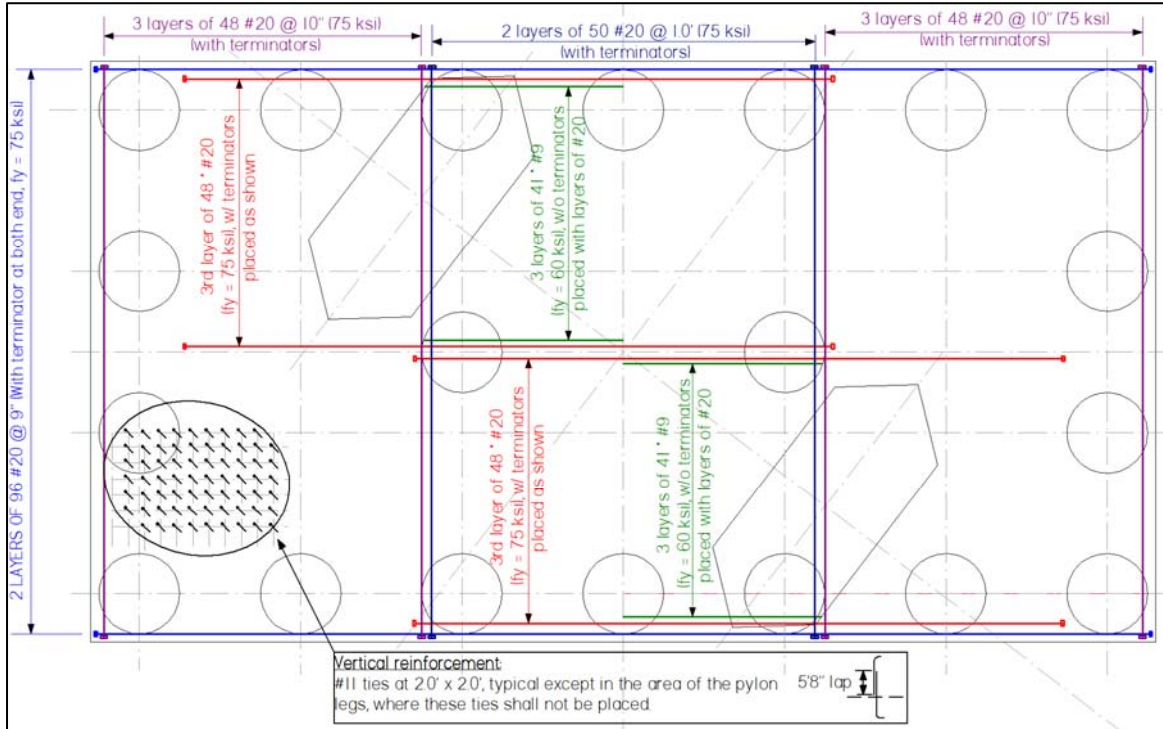 3 layers of 48 #20 @ 10" (75 ksi)
(with terminators)
2 layers of 50 #20 @ 1.0' (75 ksi)
(with terminators)
3 layers of 48 #20 @ 10" (75 ksi)
(with terminators)
2 LAYERS OF 96 #20 @ 9" (With terminator at both end, fy = 75 ksi)
3rd layer of 48 * #20
(fy = 75 ksi), w/ terminators
placed as shown
3 layers of 41 * #9
(fy = 60 ksi), w/o terminators
placed with layers of #20
3rd layer of 48 * #20
(fy = 75 ksi), w/ terminators
placed as shown
3 layers of 41 * #9
(fy = 60 ksi), w/o terminators
placed with layers of #20
Vertical reinforcement:
#11 ties at 2.0' x 2.0', typical except in the area of the pylon
legs, where these ties shall not be placed.
5'8" lap